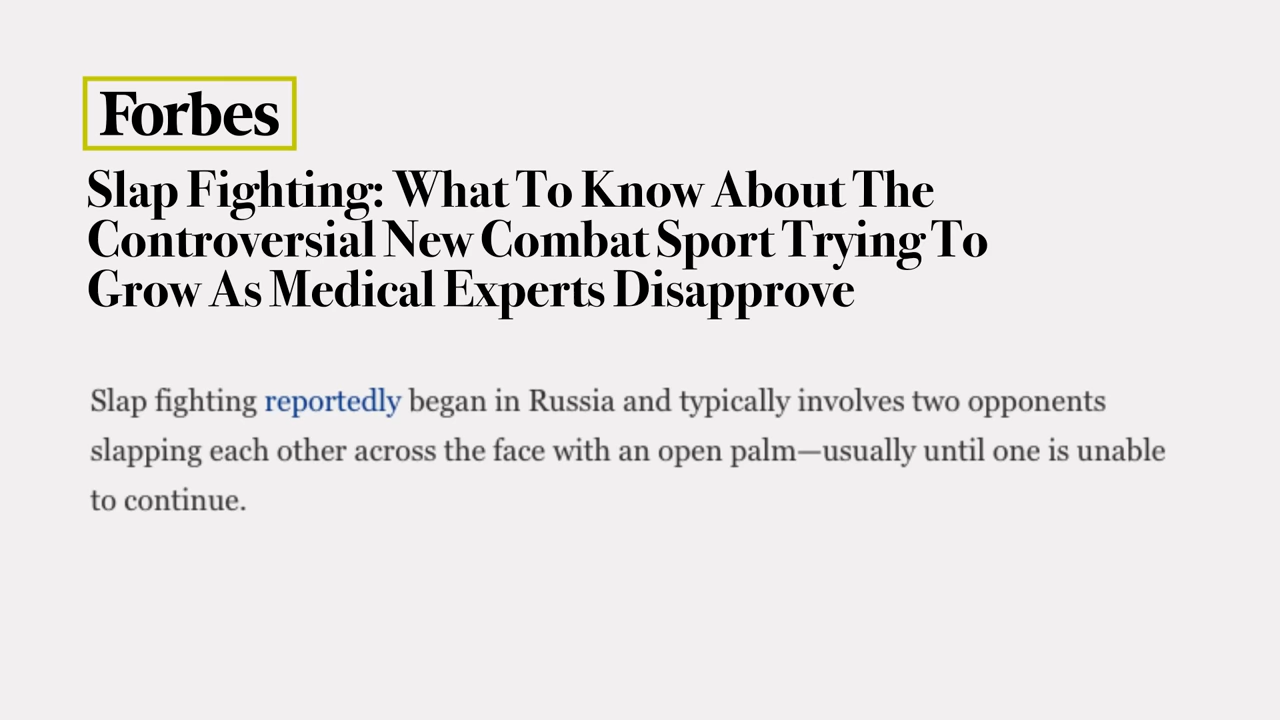 Forbes
Slap Fighting: What To Know About The
Controversial New Combat Sport Trying To
Grow As Medical Experts Disapprove
Slap fighting reportedly began in Russia and typically involves two opponents
slapping each other across the face with an open palm—usually until one is unable
to continue.